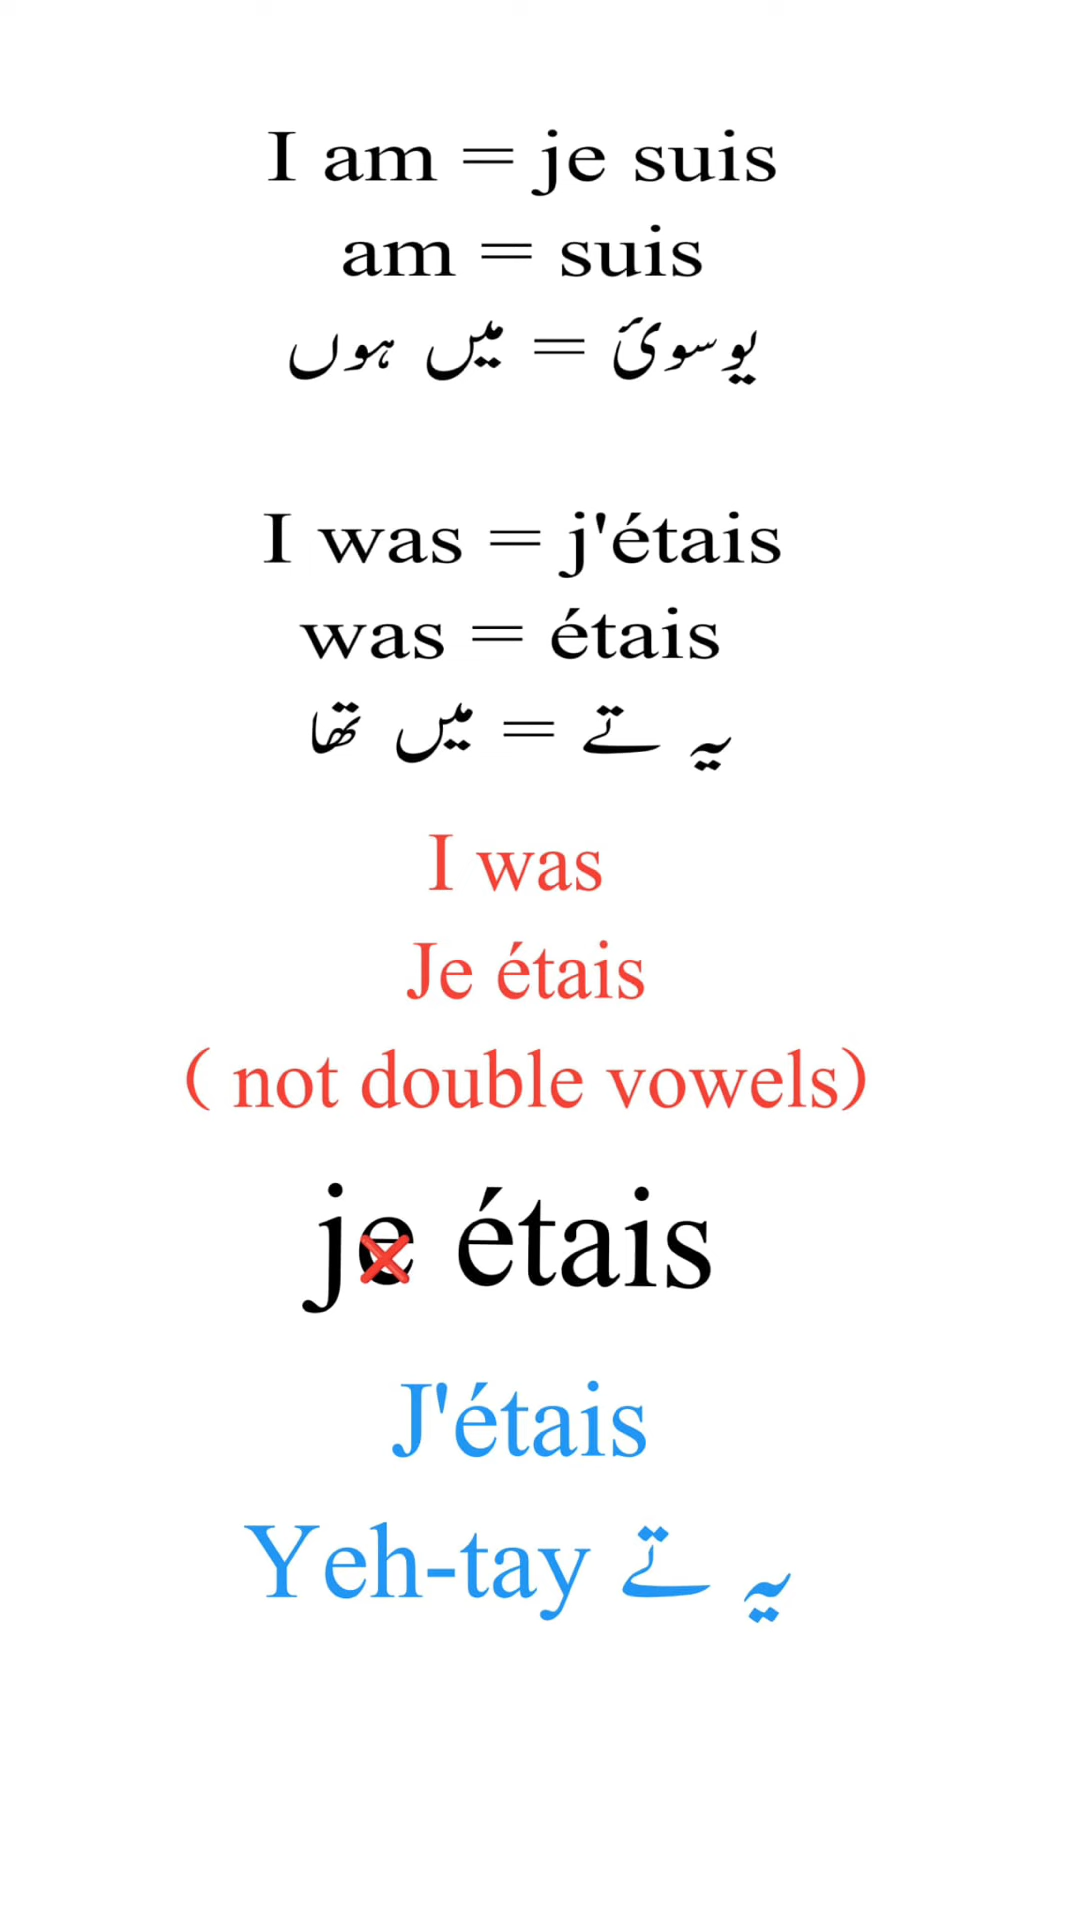 I am = je suis
am = suis
یوسوئ = میں ہوں
I was = j'étais
was = étais
یہ تے = میں تھا
I was
Je étais
( not double vowels)
je étais
J'étais
Yeh-tay یہ تے